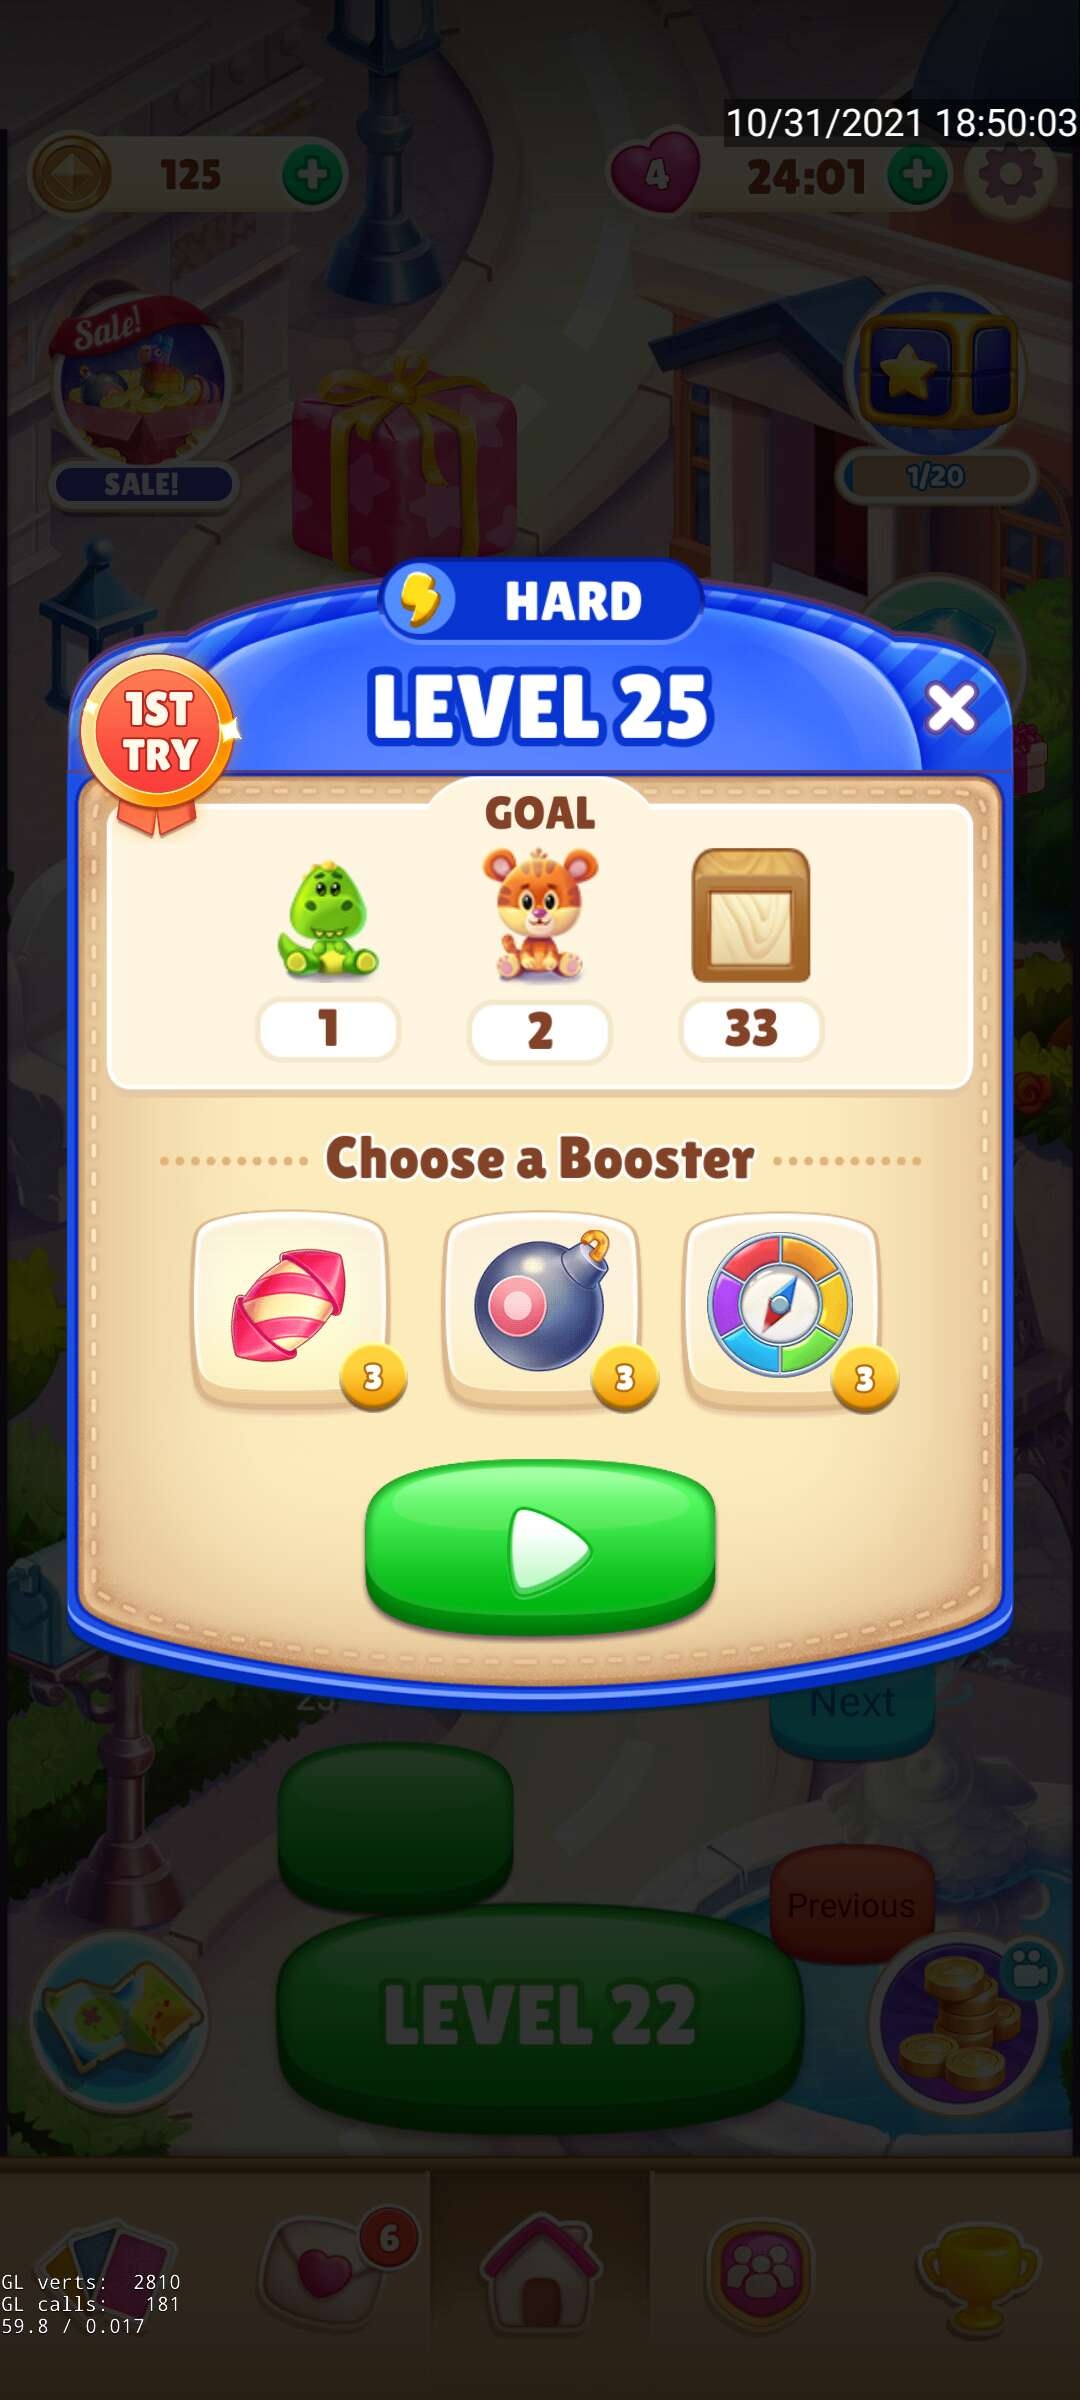 10/31/2021 18:50:03
125
4
24:01
Sale!
SALE!
1/20
HARD
LEVEL 25
1ST
TRY
GOAL
1
2
33
Choose a Booster
3
3
3
Next
Previous
LEVEL 22
6
GL verts: 2810
GL calls: 181
59.8 / 0.017